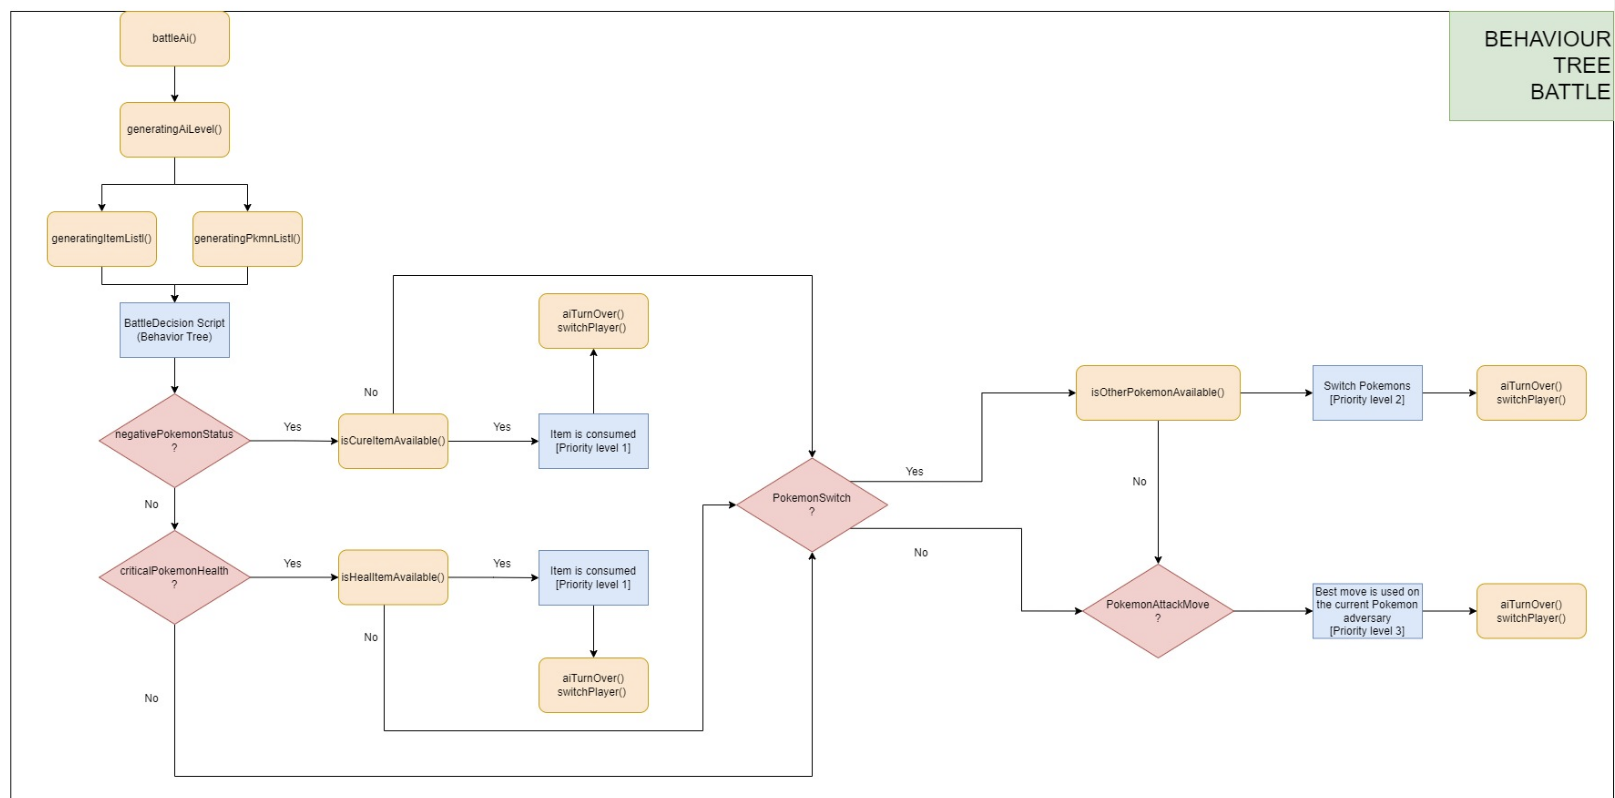 battleAi()
BEHAVIOUR
TREE
BATTLE
generatingAiLevel()
generatingItemListI()
generatingPkmnListI()
BattleDecision Script
(Behavior Tree)
aiTurnOver()
switchPlayer()
No
negativePokemonStatus
?
Yes
isCureItemAvailable()
Yes
Item is consumed
[Priority level 1]
isOtherPokemonAvailable()
Switch Pokemons
[Priority level 2]
aiTurnOver()
switchPlayer()
Yes
PokemonSwitch
?
No
No
No
criticalPokemonHealth
?
Yes
isHealItemAvailable()
Yes
Item is consumed
[Priority level 1]
No
PokemonAttackMove
?
Best move is used on
the current Pokemon
adversary
[Priority level 3]
aiTurnOver()
switchPlayer()
aiTurnOver()
switchPlayer()
No